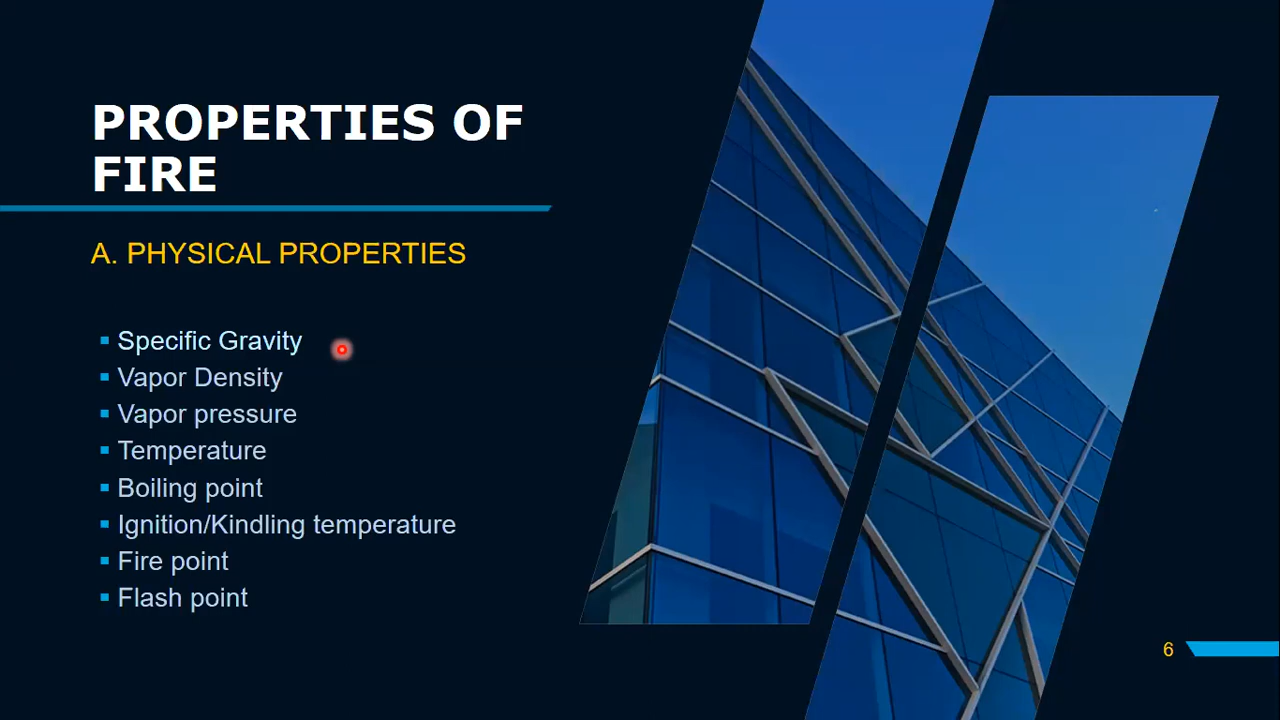 PROPERTIES OF
FIRE
A. PHYSICAL PROPERTIES
Specific Gravity
Vapor Density
Vapor pressure
Temperature
Boiling point
Ignition/Kindling temperature
Fire point
Flash point
6